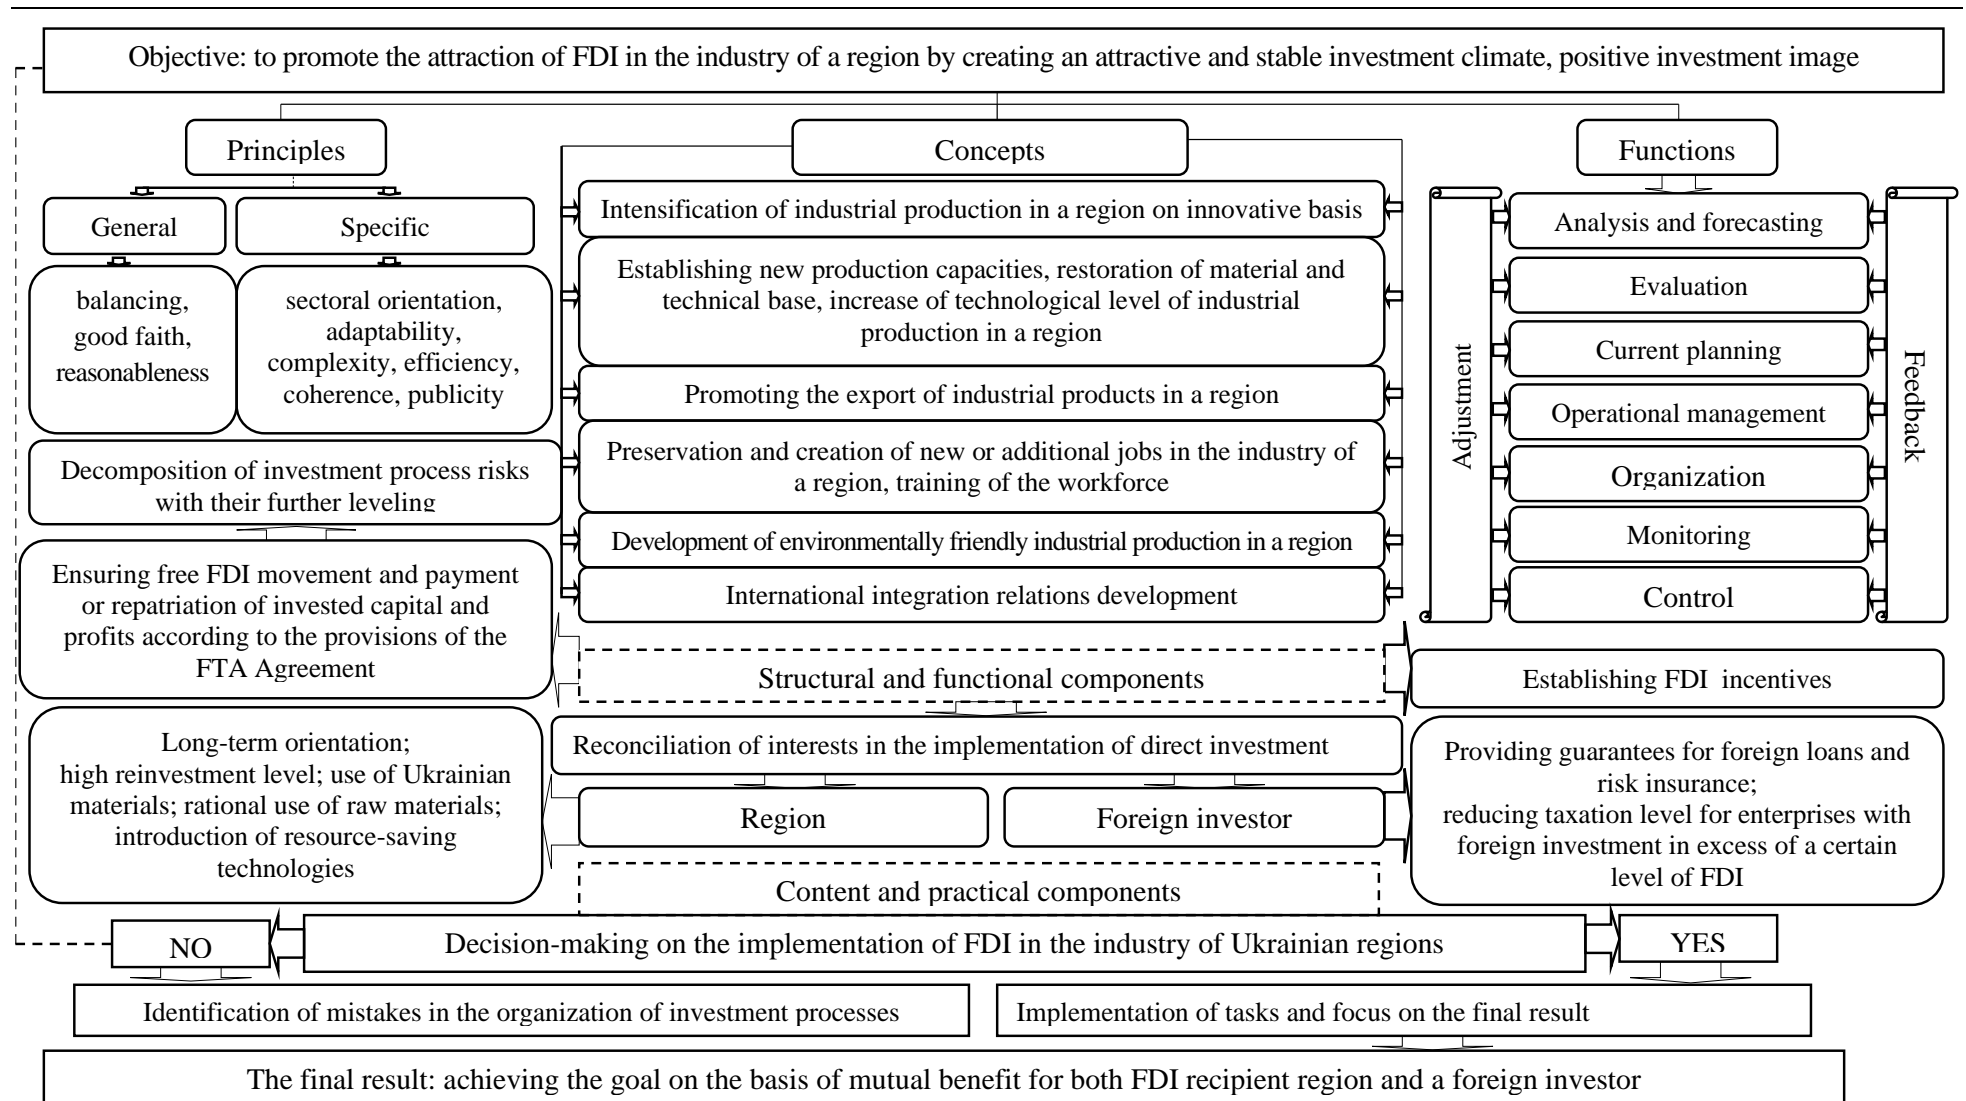 Objective: to promote the attraction of FDI in the industry of a region by creating an attractive and stable investment climate, positive investment image
Principles
Concepts
Functions
General
Specific
balancing,
good faith,
reasonableness
sectoral orientation,
adaptability,
complexity, efficiency,
coherence, publicity
Decomposition of investment process risks
with their further leveling
Ensuring free FDI movement and payment
or repatriation of invested capital and
profits according to the provisions of the
FTA Agreement
Intensification of industrial production in a region on innovative basis
Establishing new production capacities, restoration of material and
technical base, increase of technological level of industrial
production in a region
Promoting the export of industrial products in a region
Preservation and creation of new or additional jobs in the industry of
a region, training of the workforce
Development of environmentally friendly industrial production in a region
International integration relations development
Adjustment
Analysis and forecasting
Evaluation
Current planning
Operational management
Organization
Monitoring
Control
Feedback
Structural and functional components
Establishing FDI incentives
Reconciliation of interests in the implementation of direct investment
Long-term orientation;
high reinvestment level; use of Ukrainian
materials; rational use of raw materials;
introduction of resource-saving
technologies
Region
Foreign investor
Providing guarantees for foreign loans and
risk insurance;
reducing taxation level for enterprises with
foreign investment in excess of a certain
level of FDI
Content and practical components
NO
Decision-making on the implementation of FDI in the industry of Ukrainian regions
YES
Identification of mistakes in the organization of investment processes
Implementation of tasks and focus on the final result
The final result: achieving the goal on the basis of mutual benefit for both FDI recipient region and a foreign investor